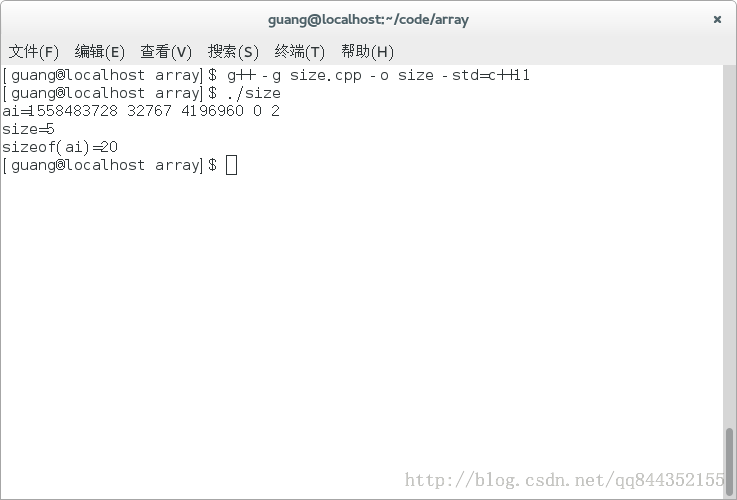 guang@localhost:~/code/array
文件(F) 编辑(E) 查看(V) 搜索(S) 终端(T) 帮助(H)
[guang@localhost array]$ g++ -g size.cpp -o size -std=c++11
[guang@localhost array]$ ./size
ai=1558483728 32767 4196960 0 2
size=5
sizeof(ai)=20
[guang@localhost array]$
http://blog.csdn.net/qq844352155